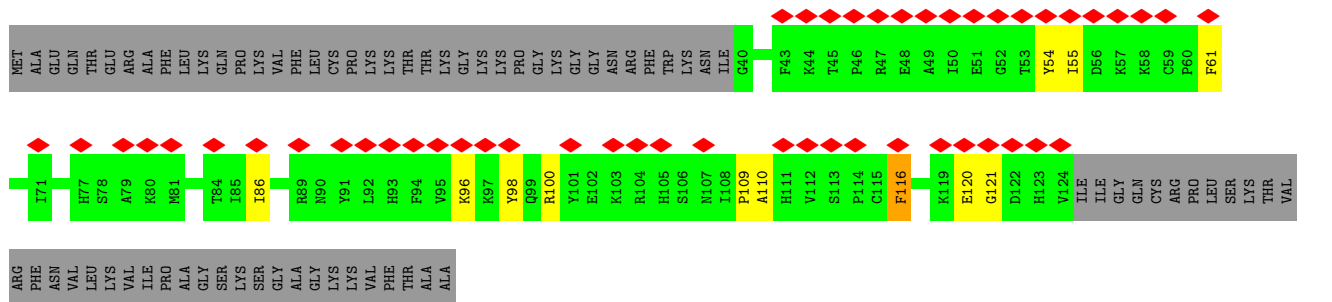 MET ALA GLU GLN THR GLU ARG ALA PHE LEU LYS GLN PRO LYS VAL PHE LEU CYS PRO LYS LYS THR THR LYS GLY LYS LYS PRO GLY LYS GLY GLY ASN ARG PHE TRP LYS ASN ILE G40 F43 K44 T45 P46 R47 E48 A49 I50 E51 G52 T53 Y54 I55 D56 K57 K58 C59 P60 F61
I71 H77 S78 A79 K80 M81 T84 I85 I86 R89 N90 Y91 L92 H93 F94 V95 K96 K97 Y98 Q99 R100 Y101 E102 K103 R104 H105 S106 N107 I108 P109 A110 H111 V112 S113 P114 C115 F116 K119 E120 G121 D122 H123 V124 ILE ILE GLY GLN CYS ARG PRO LEU SER LYS THR VAL
ARG PHE ASN VAL LEU LYS VAL ILE PRO ALA GLY SER LYS SER GLY ALA GLY LYS LYS VAL PHE THR ALA ALA